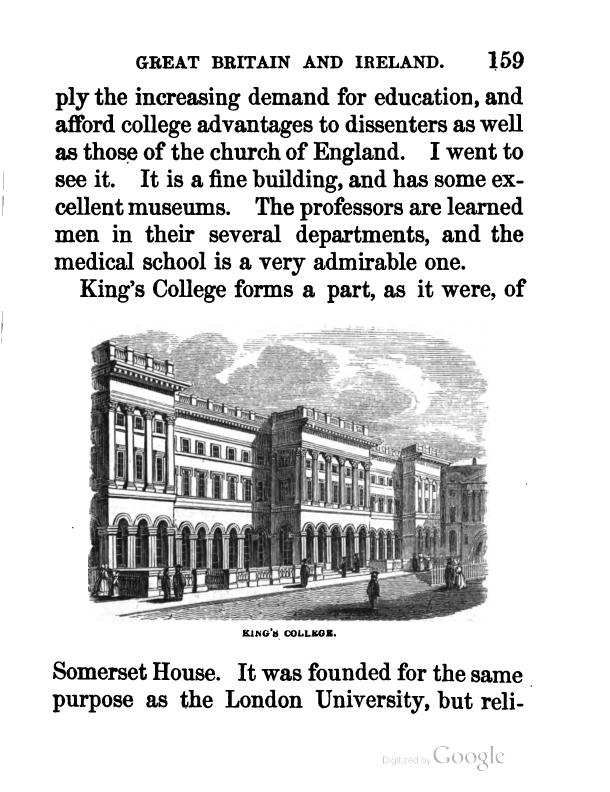 GREAT BRITAIN AND IRELAND. 159
ply the increasing demand for education, and
afford college advantages to dissenters as well
as those of the church of England. I went to
see it. It is a fine building, and has some ex-
cellent museums. The professors are learned
men in their several departments, and the
medical school is a very admirable one.
King's College forms a part, as it were, of
KING'S COLLEGE.
Somerset House. It was founded for the same
purpose as the London University, but reli-
Digitized by Google